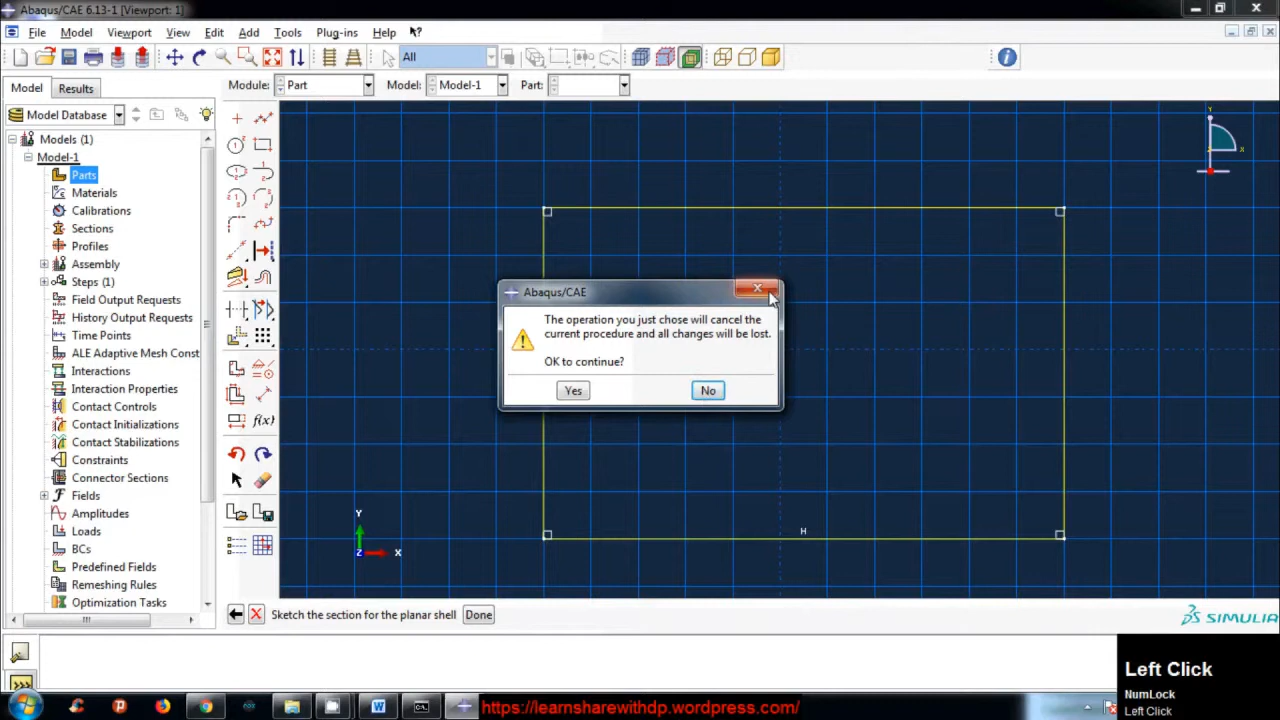 Abaqus/CAE 6.13-1 [Viewport: 1]
File Model Viewport View Edit Add Tools Plug-ins Help
All
Model Results
Module: Part Model: Model-1 Part:
Model Database
Models (1)
Model-1
Parts
Materials
Calibrations
Sections
Profiles
Assembly
Steps (1)
Field Output Requests
History Output Requests
Time Points
ALE Adaptive Mesh Const
Interactions
Interaction Properties
Contact Controls
Contact Initializations
Contact Stabilizations
Constraints
Connector Sections
Fields
Amplitudes
Loads
BCs
Predefined Fields
Remeshing Rules
Optimization Tasks
f(x)
Y
X
Abaqus/CAE
The operation you just chose will cancel the
current procedure and all changes will be lost.
OK to continue?
Yes No
H
Y
Z X
Sketch the section for the planar shell Done
SIMULIA
Left Click
NumLock
Left Click
https://learnsharewithdp.wordpress.com/